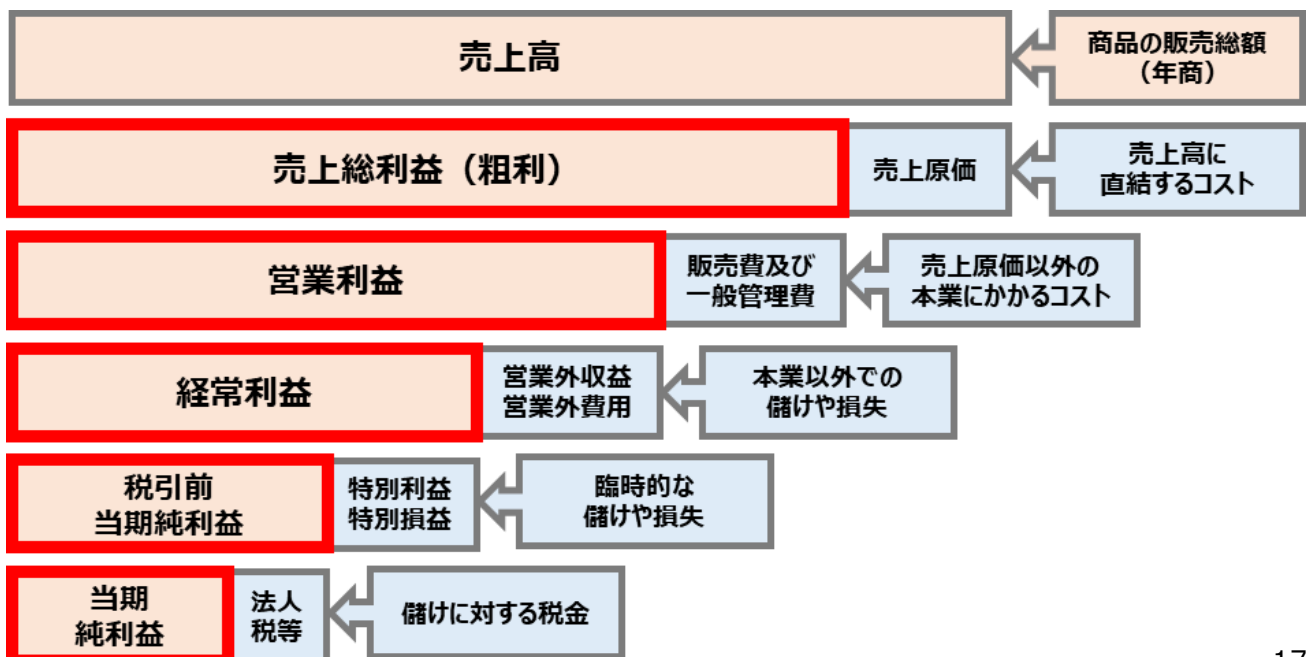 売上高
商品の販売総額
（年商）
売上総利益（粗利）
売上原価
売上高に
直結するコスト
営業利益
販売費及び
一般管理費
売上原価以外の
本業にかかるコスト
経常利益
営業外収益
営業外費用
本業以外での
儲けや損失
税引前
当期純利益
特別利益
特別損益
臨時的な
儲けや損失
当期
純利益
法人
税等
儲けに対する税金
17